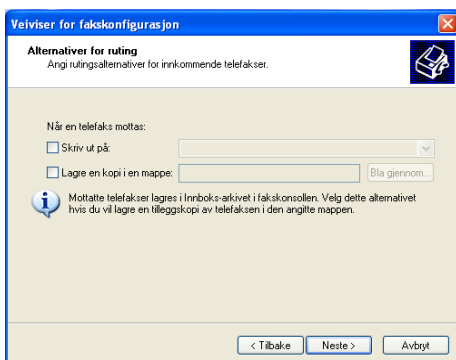 Veiviser for fakskonfigurasjon
Alternativer for ruting
Angi rutingsalternativer for innkommende telefakser.
Når en telefaks mottas:
Skriv ut på:
Lagre en kopi i en mappe:
Bla gjennom...
Mottatte telefakser lagres i Innboks-arkivet i fakskonsollen. Velg dette alternativet
hvis du vil lagre en tilleggskopi av telefaksen i den angitte mappen.
< Tilbake
Neste >
Avbryt